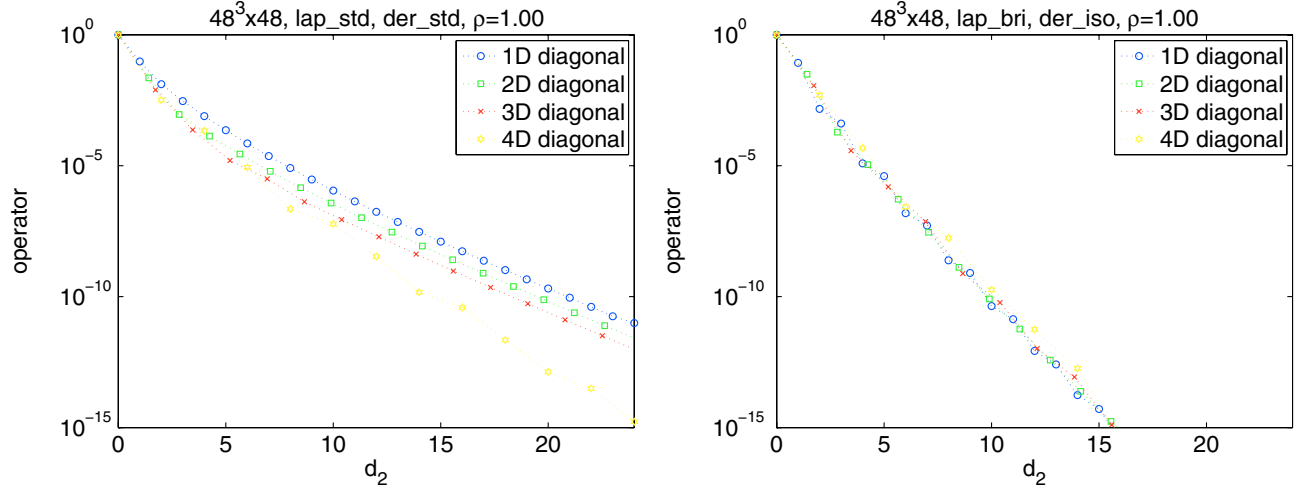 48³x48, lap_std, der_std, ρ=1.00
10⁰
10⁻⁵
10⁻¹⁰
10⁻¹⁵
operator
1D diagonal
2D diagonal
3D diagonal
4D diagonal
0 5 10 15 20
d₂
48³x48, lap_bri, der_iso, ρ=1.00
10⁰
10⁻⁵
10⁻¹⁰
10⁻¹⁵
operator
1D diagonal
2D diagonal
3D diagonal
4D diagonal
0 5 10 15 20
d₂